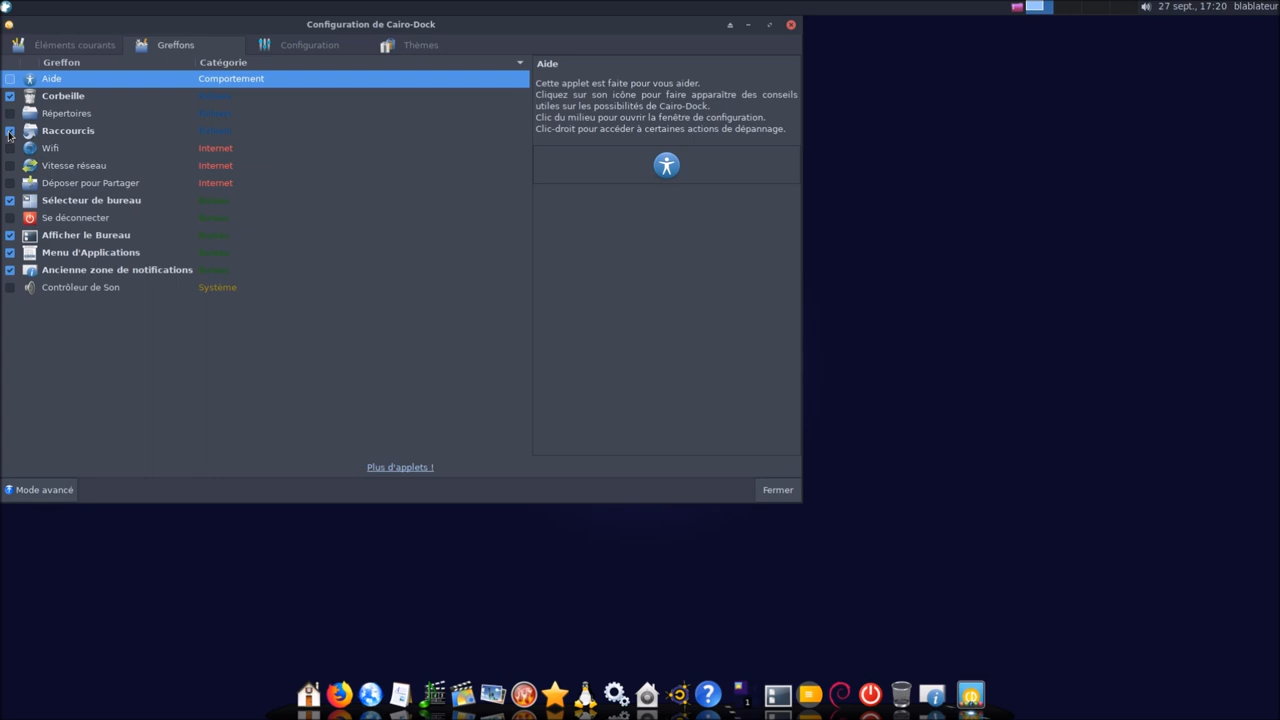 27 sept., 17:20 blablateur
Configuration de Cairo-Dock
Éléments courants Greffons Configuration Thèmes
Greffon Catégorie
Aide Comportement
Corbeille
Répertoires
Raccourcis
Wifi Internet
Vitesse réseau Internet
Déposer pour Partager Internet
Sélecteur de bureau
Se déconnecter
Afficher le Bureau
Menu d'Applications
Ancienne zone de notifications
Contrôleur de Son Système
Aide
Cette applet est faite pour vous aider.
Cliquez sur son icône pour faire apparaître des conseils
utiles sur les possibilités de Cairo-Dock.
Clic du milieu pour ouvrir la fenêtre de configuration.
Clic-droit pour accéder à certaines actions de dépannage.
Plus d'applets !
Mode avancé Fermer
1